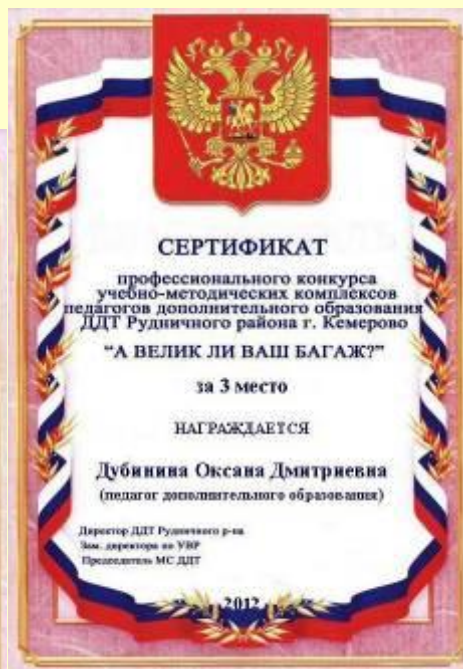 СЕРТИФИКАТ
профессионального конкурса
учебно-методических комплексов
педагогов дополнительного образования
ДДТ Рудничного района г. Кемерово
“А ВЕЛИК ЛИ ВАШ БАГАЖ?”
за 3 место
НАГРАЖДАЕТСЯ
Дубинина Оксана Дмитриевна
(педагог дополнительного образования)
Директор ДДТ Рудничного р-на
Зам. директора по УВР
Председатель МС ДДТ
2012